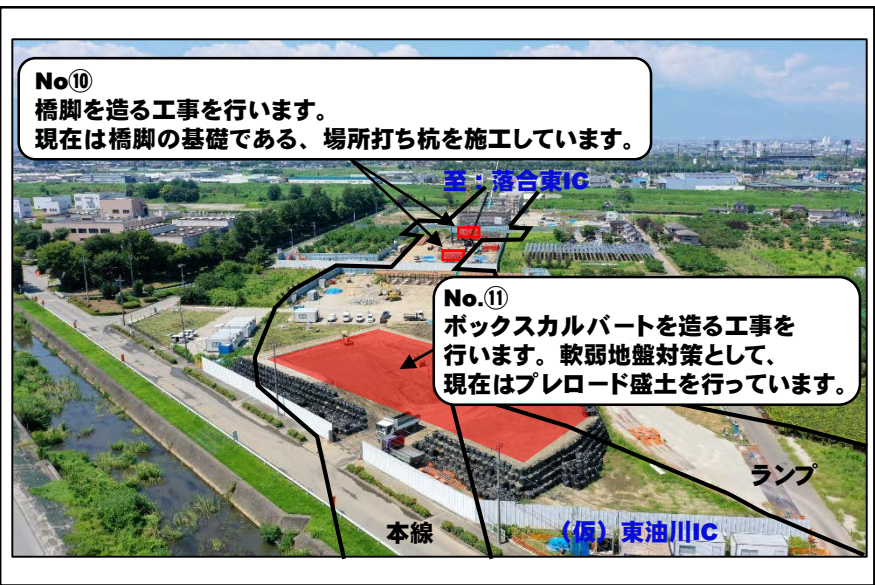 No⑩
橋脚を造る工事を行います。
現在は橋脚の基礎である、場所打ち杭を施工しています。
至：落合東IC
No.⑪
ボックスカルバートを造る工事を
行います。軟弱地盤対策として、
現在はプレロード盛土を行っています。
ランプ
本線
（仮）東油川IC